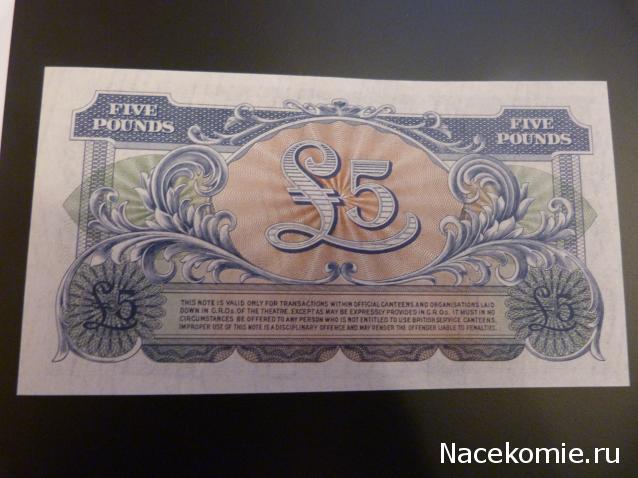 FIVE
POUNDS
FIVE
POUNDS
£5
£5
£5
THIS NOTE IS VALID ONLY FOR TRANSACTIONS WITHIN OFFICIAL CANTEENS AND ORGANISATIONS LAID
DOWN IN G.R.Os. OF THE THEATRE. EXCEPT AS MAY BE EXPRESSLY PROVIDED IN G.R.Os. IT MUST IN NO
CIRCUMSTANCES BE OFFERED TO ANY PERSON WHO IS NOT ENTITLED TO USE BRITISH SERVICE CANTEENS.
IMPROPER USE OF THIS NOTE IS A DISCIPLINARY OFFENCE AND MAY RENDER THE OFFENDER LIABLE TO PENALTIES.
Nacekomie.ru